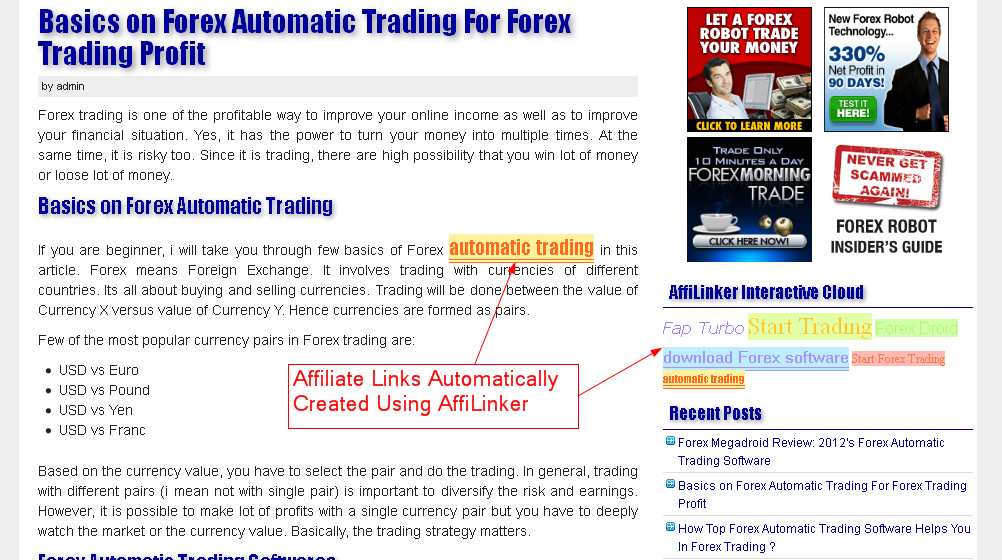 Basics on Forex Automatic Trading For Forex
Trading Profit
by admin
Forex trading is one of the profitable way to improve your online income as well as to improve
your financial situation. Yes, it has the power to turn your money into multiple times. At the
same time, it is risky too. Since it is trading, there are high possibility that you win lot of money
or loose lot of money.
Basics on Forex Automatic Trading
If you are beginner, i will take you through few basics of Forex automatic trading in this
article. Forex means Foreign Exchange. It involves trading with currencies of different
countries. Its all about buying and selling currencies. Trading will be done between the value of
Currency X versus value of Currency Y. Hence currencies are formed as pairs.
Few of the most popular currency pairs in Forex trading are:
USD vs Euro
USD vs Pound
USD vs Yen
USD vs Franc
Affiliate Links Automatically
Created Using AffiLinker
Based on the currency value, you have to select the pair and do the trading. In general, trading
with different pairs (i mean not with single pair) is important to diversify the risk and earnings.
However, it is possible to make lot of profits with a single currency pair but you have to deeply
watch the market or the currency value. Basically, the trading strategy matters.
Forex Automatic Trading Softwares
LET A FOREX
ROBOT TRADE
YOUR MONEY
CLICK TO LEARN MORE
New Forex Robot
Technology...
330%
Net Profit in
90 DAYS!
TEST IT
HERE!
TRADE ONLY
10 MINUTES A DAY
FOREXMORNING
TRADE
CLICK HERE NOW!
NEVER GET
SCAMMED
AGAIN!
FOREX ROBOT
INSIDER'S GUIDE
AffiLinker Interactive Cloud
Fap Turbo Start Trading Forex Droid
download Forex software Start Forex Trading
automatic trading
Recent Posts
Forex Megadroid Review: 2012's Forex Automatic
Trading Software
Basics on Forex Automatic Trading For Forex Trading
Profit
How Top Forex Automatic Trading Software Helps You
In Forex Trading ?